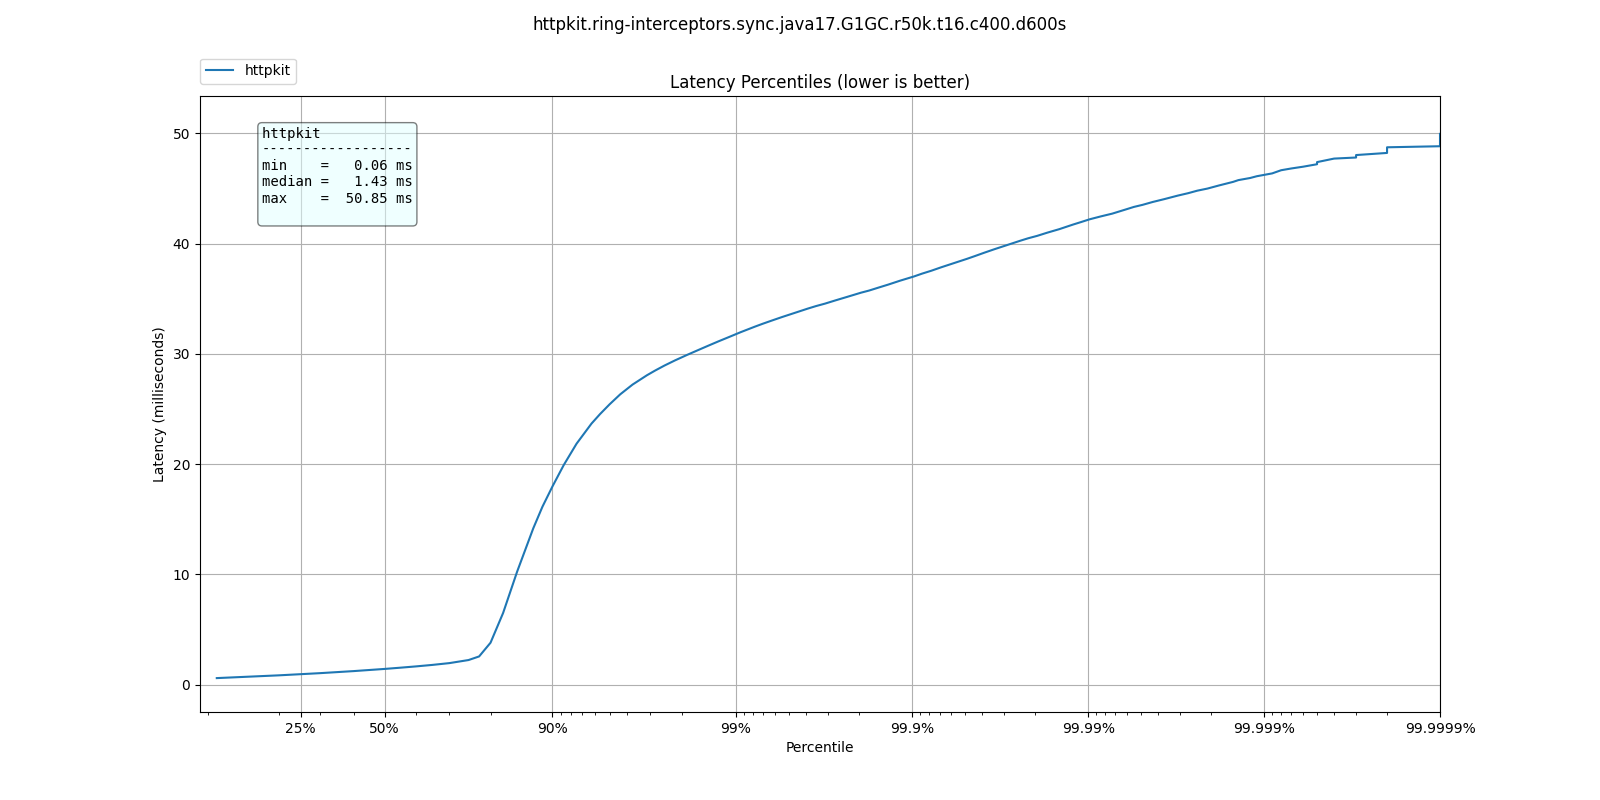 httpkit.ring-interceptors.sync.java17.G1GC.r50k.t16.c400.d600s
httpkit
Latency Percentiles (lower is better)
httpkit
------------------
min    =   0.06 ms
median =   1.43 ms
max    =  50.85 ms
50
40
30
20
10
0
Latency (milliseconds)
25% 50% 90% 99% 99.9% 99.99% 99.999% 99.9999%
Percentile